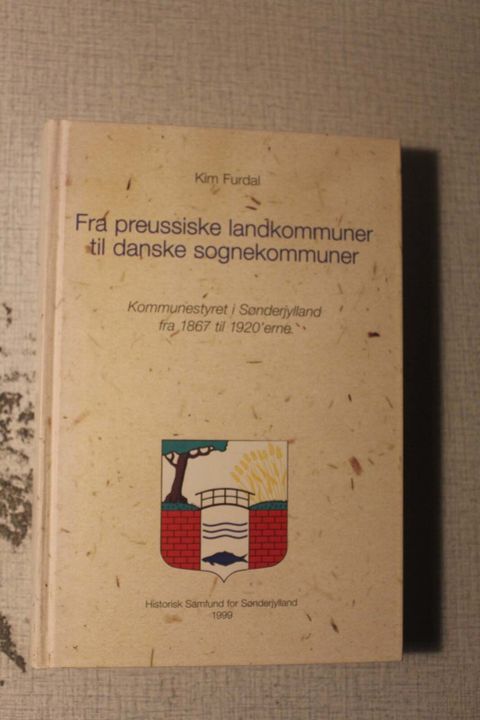 Kim Furdal
Fra preussiske landkommuner
til danske sognekommuner
Kommunestyret i Sønderjylland
fra 1867 til 1920'erne.
Historisk Samfund for Sønderjylland
1999